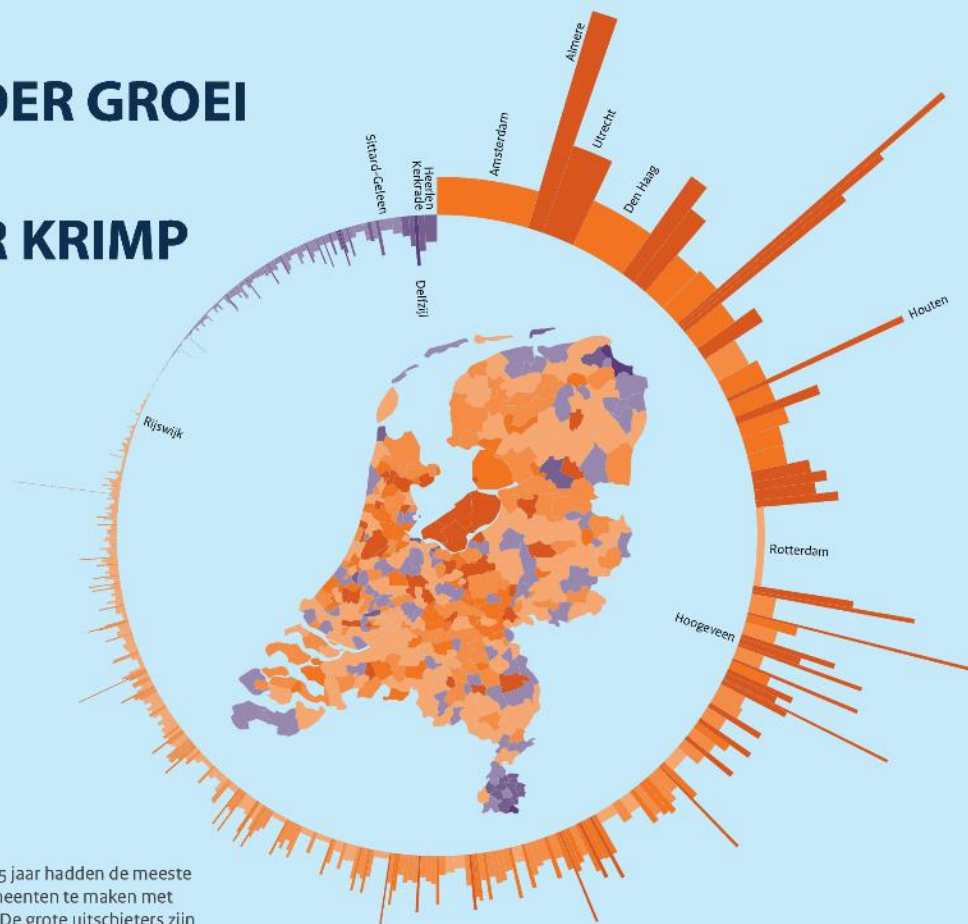 DER GROEI
R KRIMP
Almere
Amsterdam
Utrecht
Den Haag
Sittard-Geleen
Kerkrade
Heerlen
Delfzijl
Houten
Rijswijk
Rotterdam
Hoogeveen
5 jaar hadden de meeste
eenten te maken met
De grote uitschieters zijn